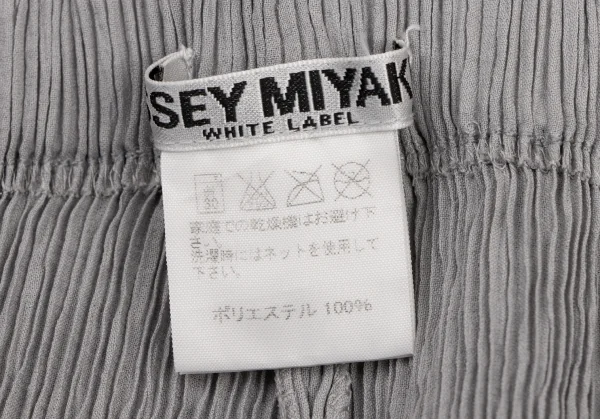 SSEY MIYAK
WHITE LABEL
家庭での乾燥機はお避け下
さい。
洗濯時にはネットを使用して
下さい。
ポリエステル 100%